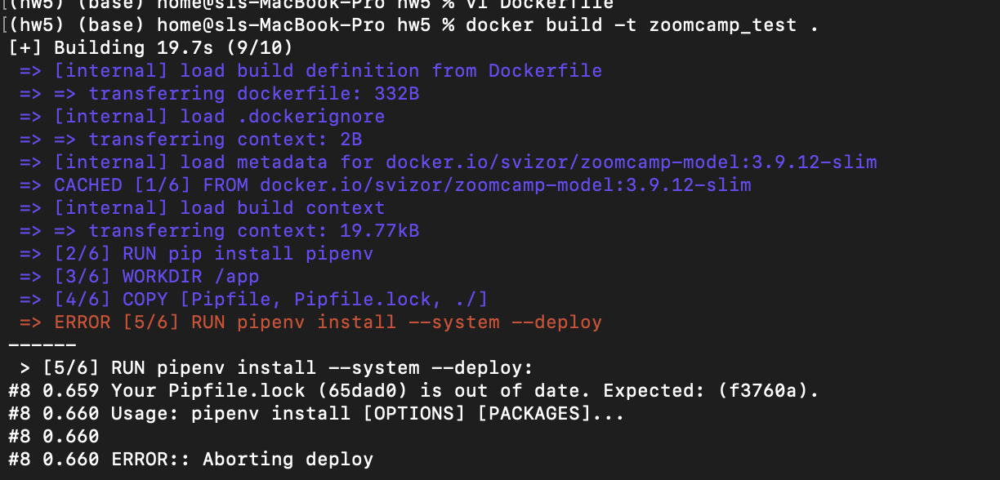 [(hw5) (base) home@sls-MacBook-Pro hw5 % vi Dockerfile
[(hw5) (base) home@sls-MacBook-Pro hw5 % docker build -t zoomcamp_test .
[+] Building 19.7s (9/10)
=> [internal] load build definition from Dockerfile
=> => transferring dockerfile: 332B
=> [internal] load .dockerignore
=> => transferring context: 2B
=> [internal] load metadata for docker.io/svizor/zoomcamp-model:3.9.12-slim
=> CACHED [1/6] FROM docker.io/svizor/zoomcamp-model:3.9.12-slim
=> [internal] load build context
=> => transferring context: 19.77kB
=> [2/6] RUN pip install pipenv
=> [3/6] WORKDIR /app
=> [4/6] COPY [Pipfile, Pipfile.lock, ./]
=> ERROR [5/6] RUN pipenv install --system --deploy
------
> [5/6] RUN pipenv install --system --deploy:
#8 0.659 Your Pipfile.lock (65dad0) is out of date. Expected: (f3760a).
#8 0.660 Usage: pipenv install [OPTIONS] [PACKAGES]...
#8 0.660
#8 0.660 ERROR:: Aborting deploy